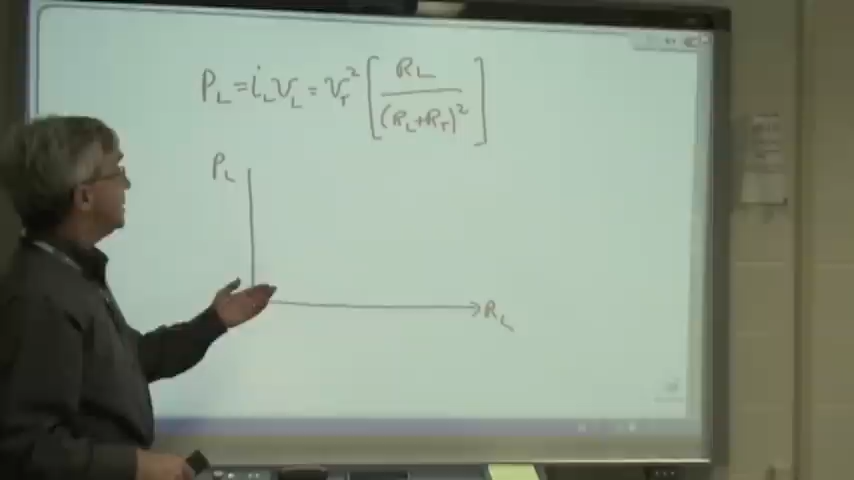 P_L = i_L v_L = v_T^2 [ R_L / (R_L + R_T)^2 ]
P_L
R_L